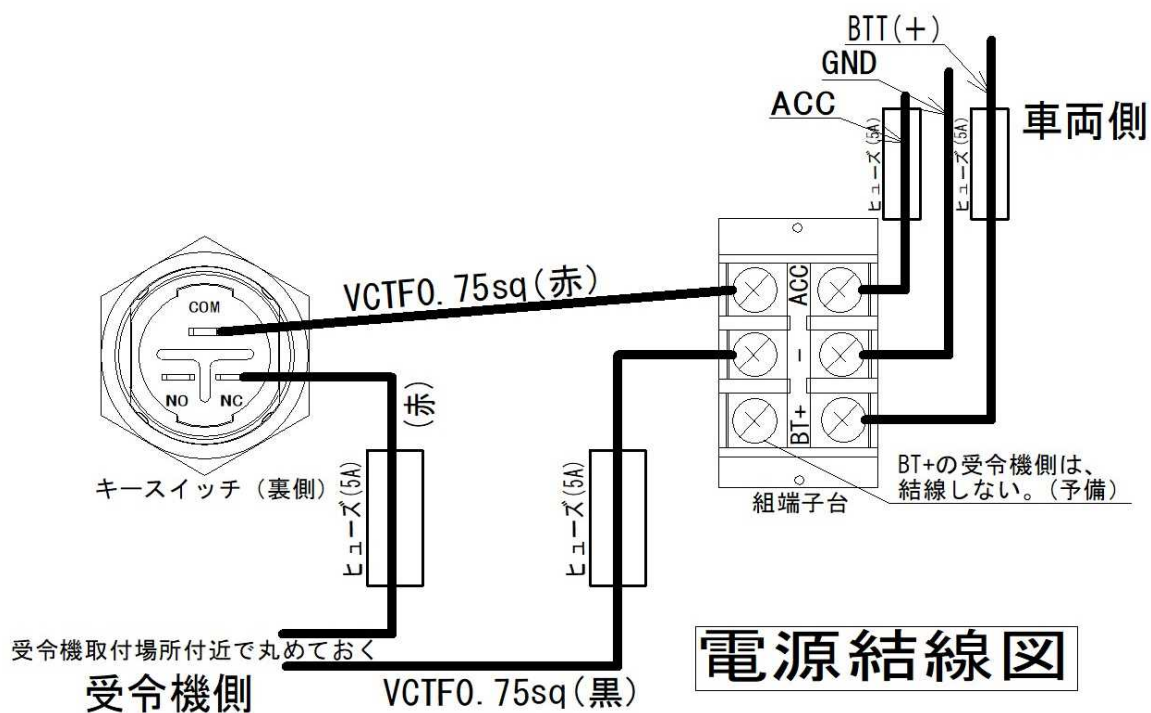 BTT(+)
GND
ACC
車両側
ヒューズ(5A)
ヒューズ(5A)
VCTF0.75sq(赤)
COM
NO
NC
ACC
-
BT+
(赤)
キースイッチ（裏側）
ヒューズ(5A)
ヒューズ(5A)
組端子台
BT+の受令機側は、
結線しない。（予備）
受令機取付場所付近で丸めておく
受令機側
VCTF0.75sq(黒)
電源結線図